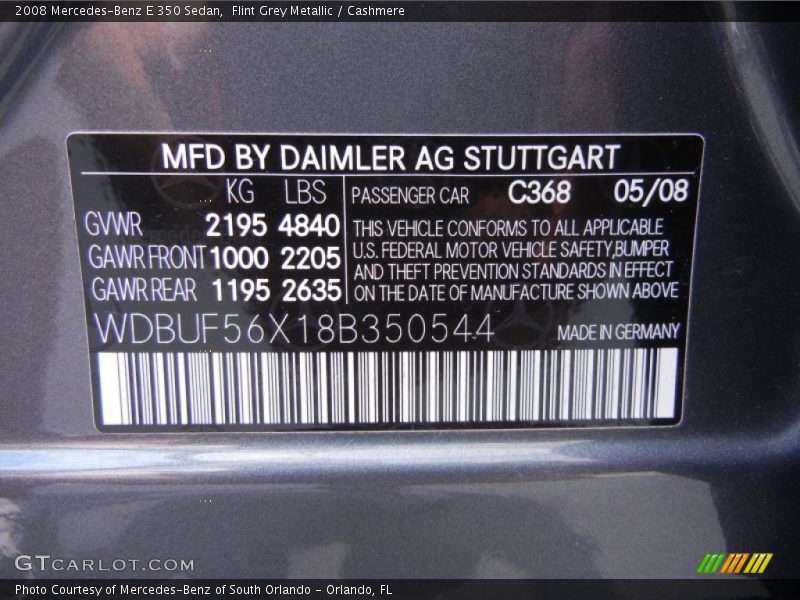 2008 Mercedes-Benz E 350 Sedan,  Flint Grey Metallic / Cashmere
MFD BY DAIMLER AG STUTTGART
KG LBS
GVWR 2195 4840
GAWR FRONT 1000 2205
GAWR REAR 1195 2635
PASSENGER CAR C368 05/08
THIS VEHICLE CONFORMS TO ALL APPLICABLE
U.S. FEDERAL MOTOR VEHICLE SAFETY,BUMPER
AND THEFT PREVENTION STANDARDS IN EFFECT
ON THE DATE OF MANUFACTURE SHOWN ABOVE
WDBUF56X18B350544 MADE IN GERMANY
GTCARLOT.COM
Photo Courtesy of Mercedes-Benz of South Orlando - Orlando, FL